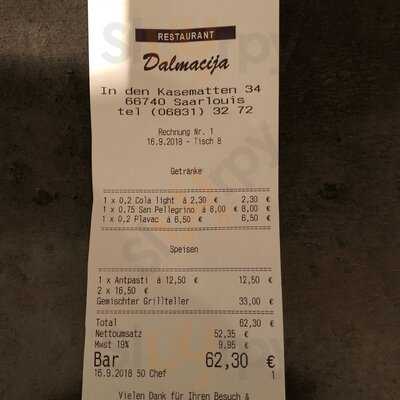 RESTAURANT
Dalmacija
In den Kasematten 34
66740 Saarlouis
tel (06831) 32 72
Rechnung Nr. 1
16.9.2018 - Tisch 8
Getränke
1 x 0,2 Cola light á 2,30 € 2,30 €
1 x 0,75 San Pellegrino á 8,00 € 8,00 €
1 x 0,2 Plavac á 6,50 € 6,50 €
Speisen
1 x Antpasti á 12,50 € 12,50 €
2 x 16,50 €
Gemischter Grillteller 33,00 €
Total 62,30 €
Nettoumsatz 52,35 €
Mwst 19% 9,95 €
Bar 62,30 €
16.9.2018 50 Chef 1
Vielen Dank für Ihren Besuch &